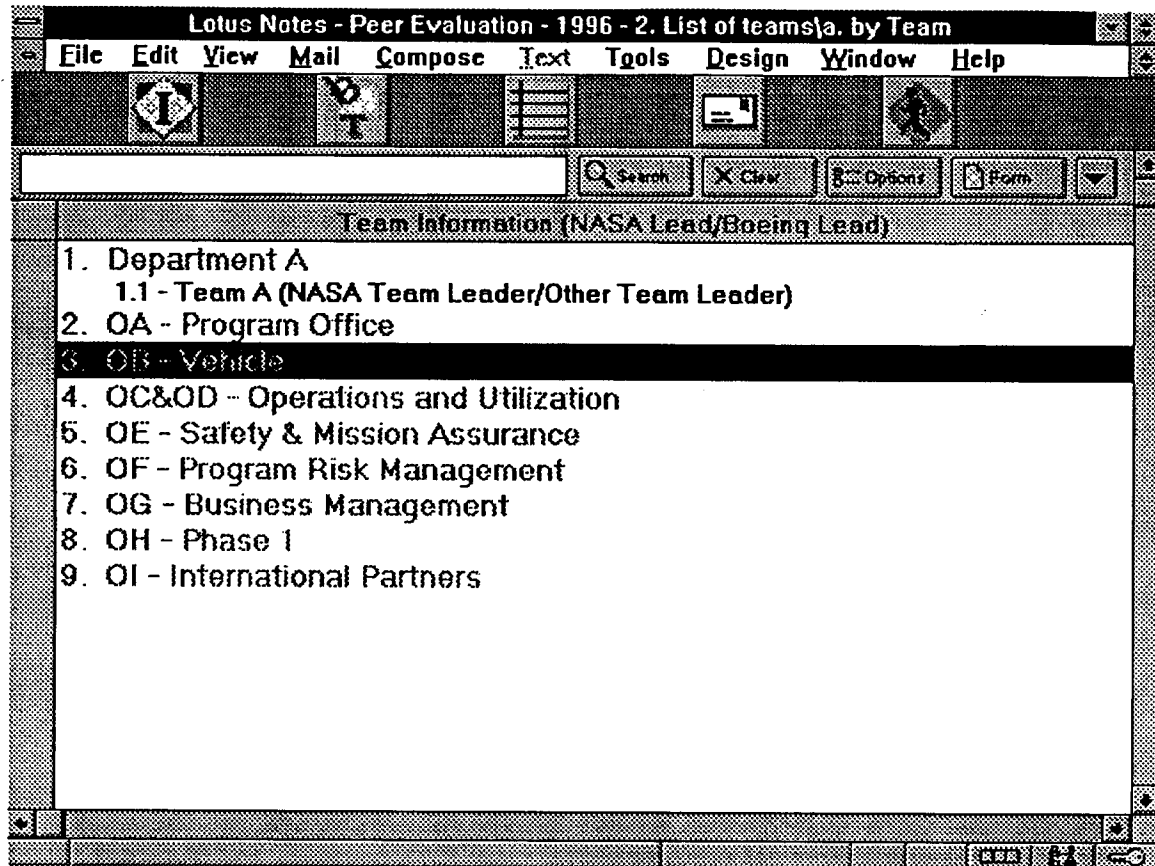 Lotus Notes - Peer Evaluation - 1996 - 2. List of teams\a. by Team
File Edit View Mail Compose Text Tools Design Window Help
Search Clear Options Form
Team Information (NASA Lead/Boeing Lead)
1. Department A
1.1 - Team A (NASA Team Leader/Other Team Leader)
2. OA - Program Office
3. OB - Vehicle
4. OC&OD - Operations and Utilization
5. OE - Safety & Mission Assurance
6. OF - Program Risk Management
7. OG - Business Management
8. OH - Phase 1
9. OI - International Partners